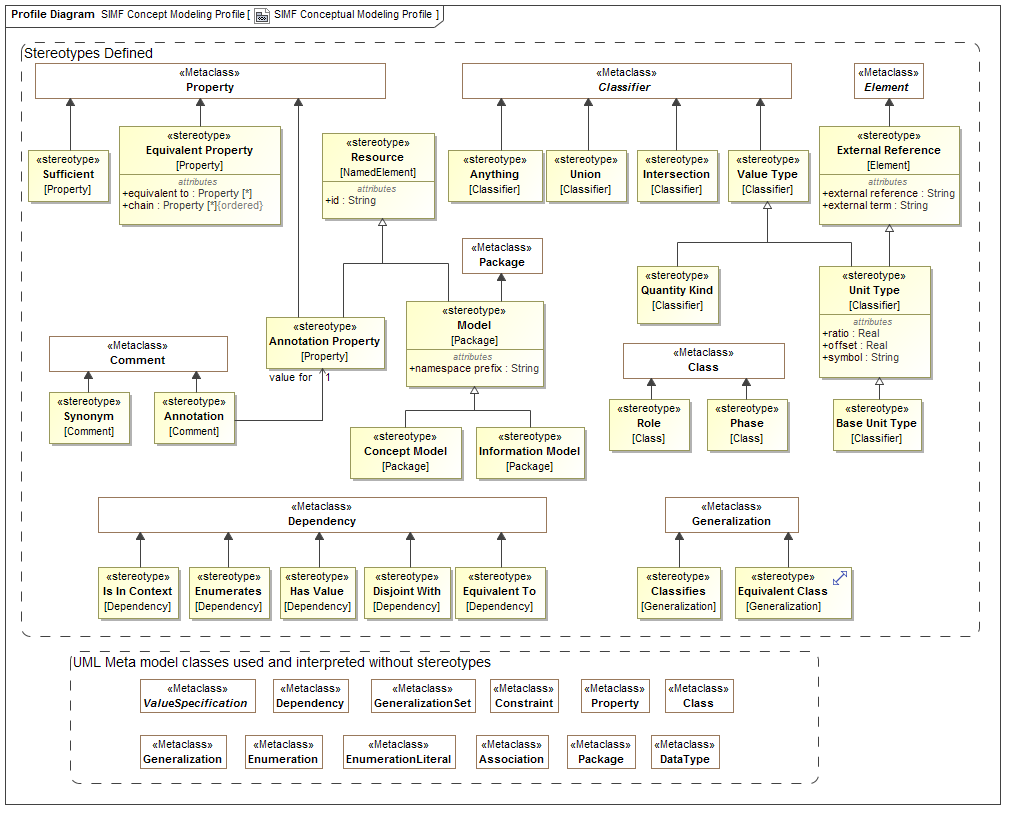 Profile Diagram SIMF Concept Modeling Profile [ SIMF Conceptual Modeling Profile ]
Stereotypes Defined
«Metaclass»
Property
«Metaclass»
Classifier
«Metaclass»
Element
«stereotype»
Sufficient
[Property]
«stereotype»
Equivalent Property
[Property]
attributes
+equivalent to : Property [*]
+chain : Property [*]{ordered}
«stereotype»
Resource
[NamedElement]
attributes
+id : String
«stereotype»
Anything
[Classifier]
«stereotype»
Union
[Classifier]
«stereotype»
Intersection
[Classifier]
«stereotype»
Value Type
[Classifier]
«stereotype»
External Reference
[Element]
attributes
+external reference : String
+external term : String
«Metaclass»
Package
«stereotype»
Quantity Kind
[Classifier]
«stereotype»
Unit Type
[Classifier]
attributes
+ratio : Real
+offset : Real
+symbol : String
«stereotype»
Annotation Property
[Property]
value for 1
«stereotype»
Model
[Package]
attributes
+namespace prefix : String
«Metaclass»
Comment
«Metaclass»
Class
«stereotype»
Synonym
[Comment]
«stereotype»
Annotation
[Comment]
«stereotype»
Concept Model
[Package]
«stereotype»
Information Model
[Package]
«stereotype»
Role
[Class]
«stereotype»
Phase
[Class]
«stereotype»
Base Unit Type
[Classifier]
«Metaclass»
Dependency
«Metaclass»
Generalization
«stereotype»
Is In Context
[Dependency]
«stereotype»
Enumerates
[Dependency]
«stereotype»
Has Value
[Dependency]
«stereotype»
Disjoint With
[Dependency]
«stereotype»
Equivalent To
[Dependency]
«stereotype»
Classifies
[Generalization]
«stereotype»
Equivalent Class
[Generalization]
UML Meta model classes used and interpreted without stereotypes
«Metaclass»
ValueSpecification
«Metaclass»
Dependency
«Metaclass»
GeneralizationSet
«Metaclass»
Constraint
«Metaclass»
Property
«Metaclass»
Class
«Metaclass»
Generalization
«Metaclass»
Enumeration
«Metaclass»
EnumerationLiteral
«Metaclass»
Association
«Metaclass»
Package
«Metaclass»
DataType